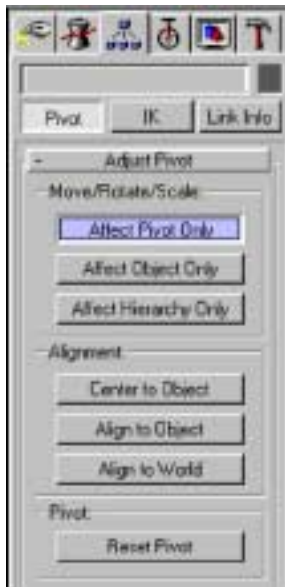 Pivot IK Link Info
- Adjust Pivot
Move/Rotate/Scale:
Affect Pivot Only
Affect Object Only
Affect Hierarchy Only
Alignment:
Center to Object
Align to Object
Align to World
Pivot:
Reset Pivot